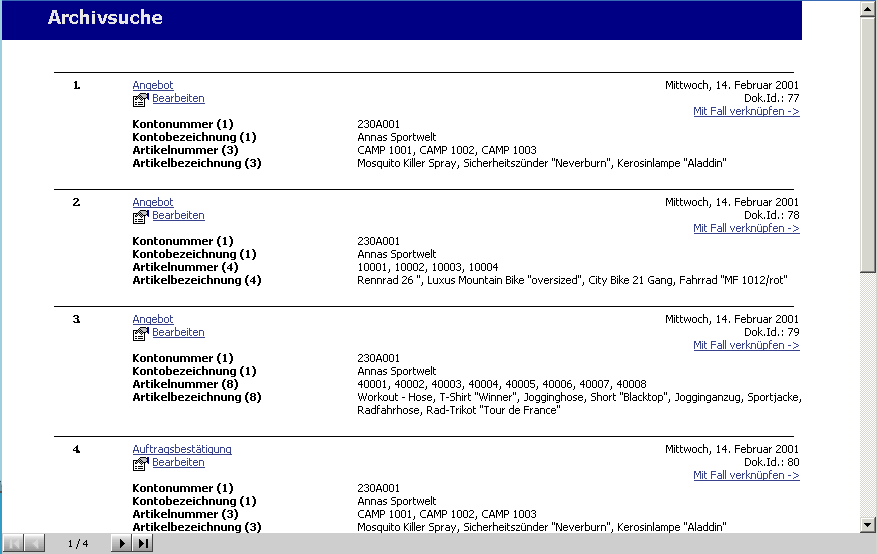 Archivsuche
1. Angebot Mittwoch, 14. Februar 2001
Bearbeiten Dok.Id.: 77
Mit Fall verknüpfen ->
Kontonummer (1) 230A001
Kontobezeichnung (1) Annas Sportwelt
Artikelnummer (3) CAMP 1001, CAMP 1002, CAMP 1003
Artikelbezeichnung (3) Mosquito Killer Spray, Sicherheitszünder "Neverburn", Kerosinlampe "Aladdin"
2. Angebot Mittwoch, 14. Februar 2001
Bearbeiten Dok.Id.: 78
Mit Fall verknüpfen ->
Kontonummer (1) 230A001
Kontobezeichnung (1) Annas Sportwelt
Artikelnummer (4) 10001, 10002, 10003, 10004
Artikelbezeichnung (4) Rennrad 26 ", Luxus Mountain Bike "oversized", City Bike 21 Gang, Fahrrad "MF 1012/rot"
3. Angebot Mittwoch, 14. Februar 2001
Bearbeiten Dok.Id.: 79
Mit Fall verknüpfen ->
Kontonummer (1) 230A001
Kontobezeichnung (1) Annas Sportwelt
Artikelnummer (8) 40001, 40002, 40003, 40004, 40005, 40006, 40007, 40008
Artikelbezeichnung (8) Workout - Hose, T-Shirt "Winner", Jogginghose, Short "Blacktop", Jogginganzug, Sportjacke,
Radfahrhose, Rad-Trikot "Tour de France"
4. Auftragsbestätigung Mittwoch, 14. Februar 2001
Bearbeiten Dok.Id.: 80
Mit Fall verknüpfen ->
Kontonummer (1) 230A001
Kontobezeichnung (1) Annas Sportwelt
Artikelnummer (3) CAMP 1001, CAMP 1002, CAMP 1003
Artikelbezeichnung (3) Mosquito Killer Spray, Sicherheitszünder "Neverburn", Kerosinlampe "Aladdin"
1 / 4